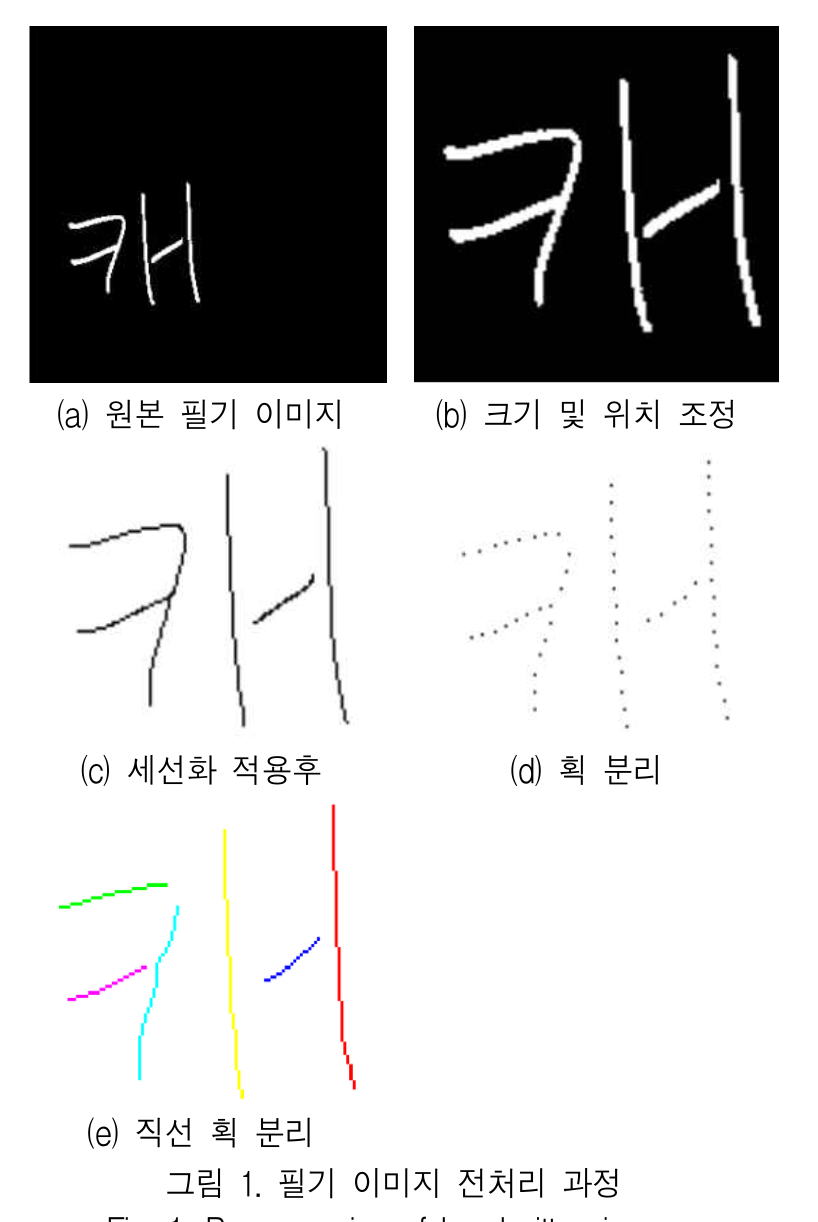 캐
캐
(a) 원본 필기 이미지
(b) 크기 및 위치 조정
캐
(c) 세선화 적용후
(d) 획 분리
(e) 직선 획 분리
그림 1. 필기 이미지 전처리 과정